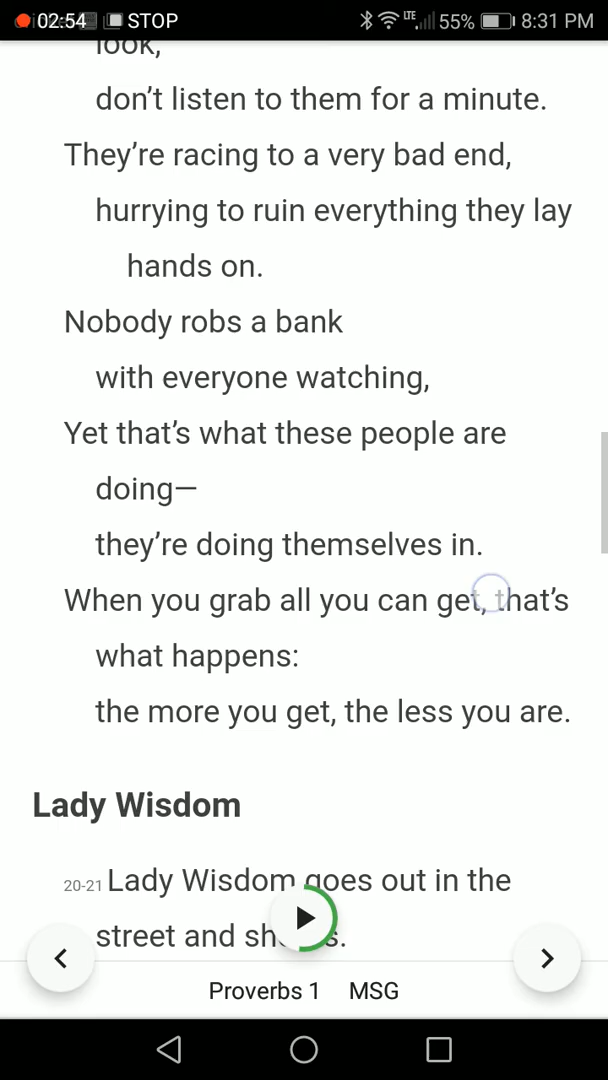 02:54 STOP LTE 55% 8:31 PM
look,
don’t listen to them for a minute.
They’re racing to a very bad end,
hurrying to ruin everything they lay
hands on.
Nobody robs a bank
with everyone watching,
Yet that’s what these people are
doing—
they’re doing themselves in.
When you grab all you can get, that’s
what happens:
the more you get, the less you are.
Lady Wisdom
20-21 Lady Wisdom goes out in the
street and
Proverbs 1 MSG